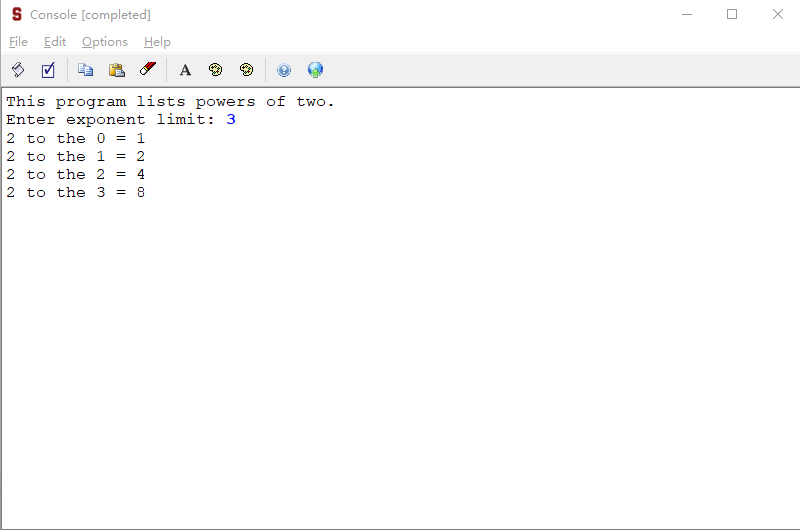 S Console [completed]
File Edit Options Help
A
This program lists powers of two.
Enter exponent limit: 3
2 to the 0 = 1
2 to the 1 = 2
2 to the 2 = 4
2 to the 3 = 8